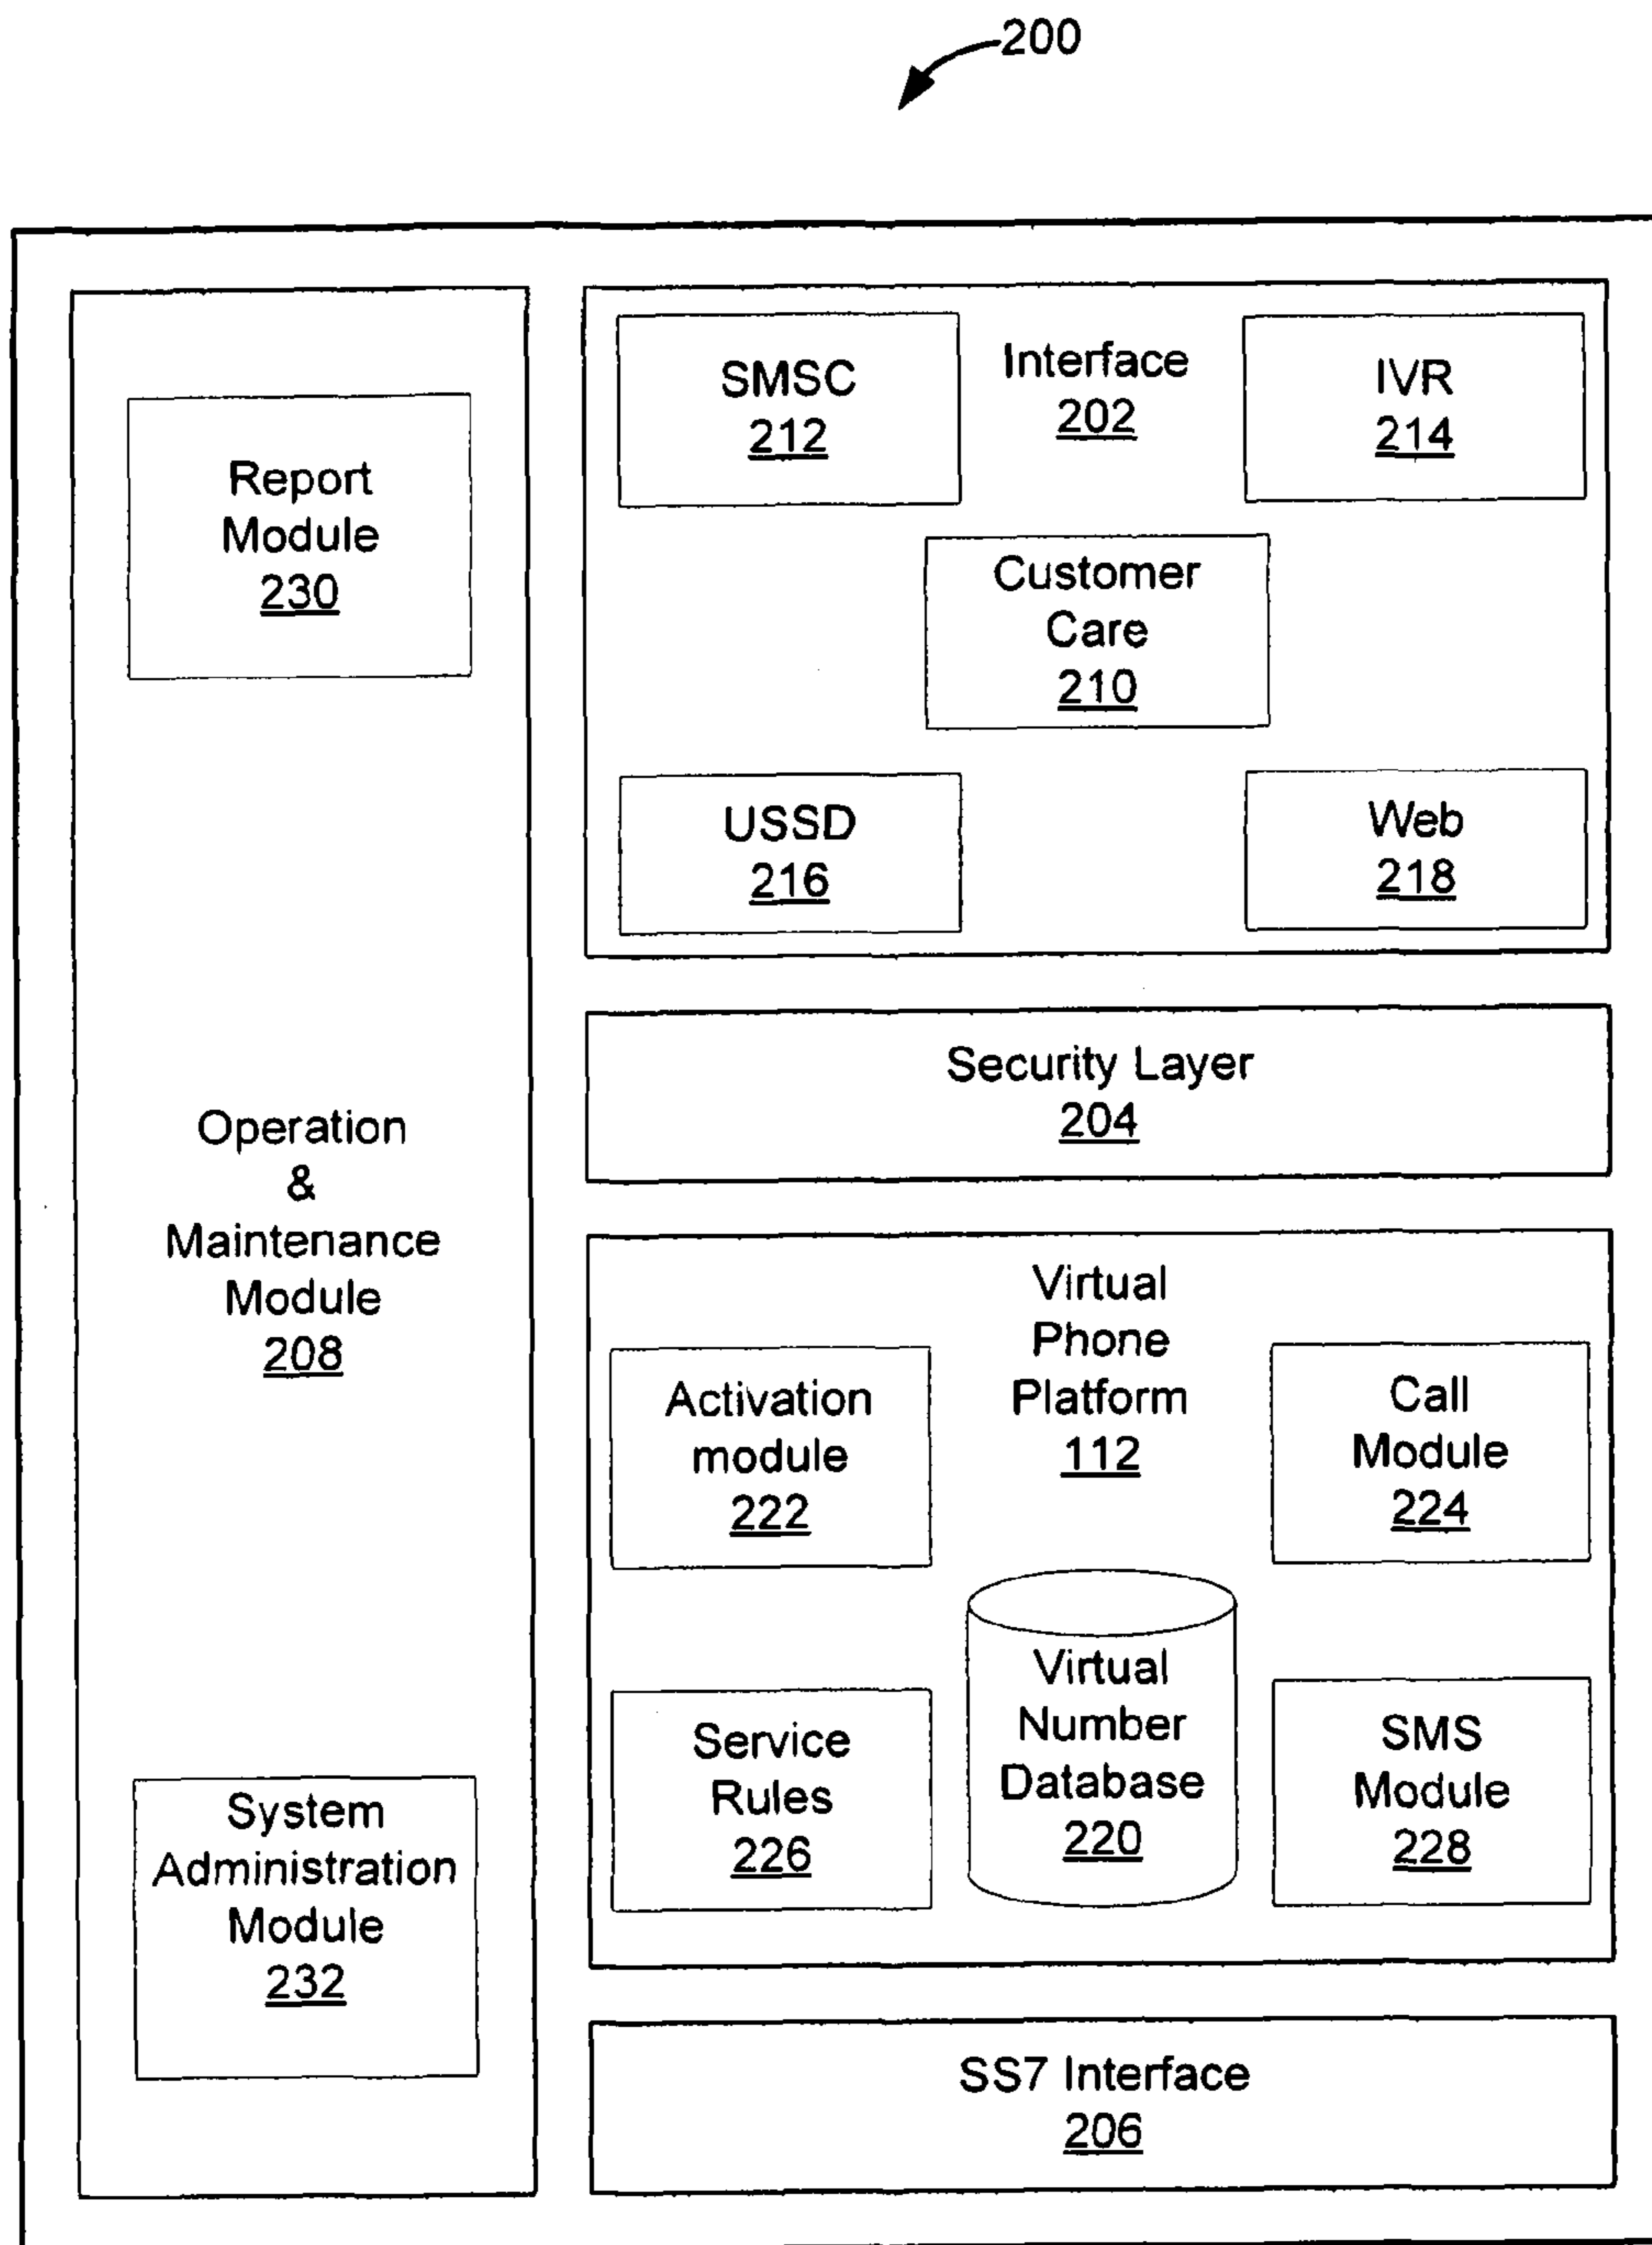 200
Report
Module
230
Operation
&
Maintenance
Module
208
System
Administration
Module
232
SMSC
212
Interface
202
IVR
214
Customer
Care
210
USSD
216
Web
218
Security Layer
204
Virtual
Phone
Platform
112
Activation
module
222
Call
Module
224
Service
Rules
226
Virtual
Number
Database
220
SMS
Module
228
SS7 Interface
206